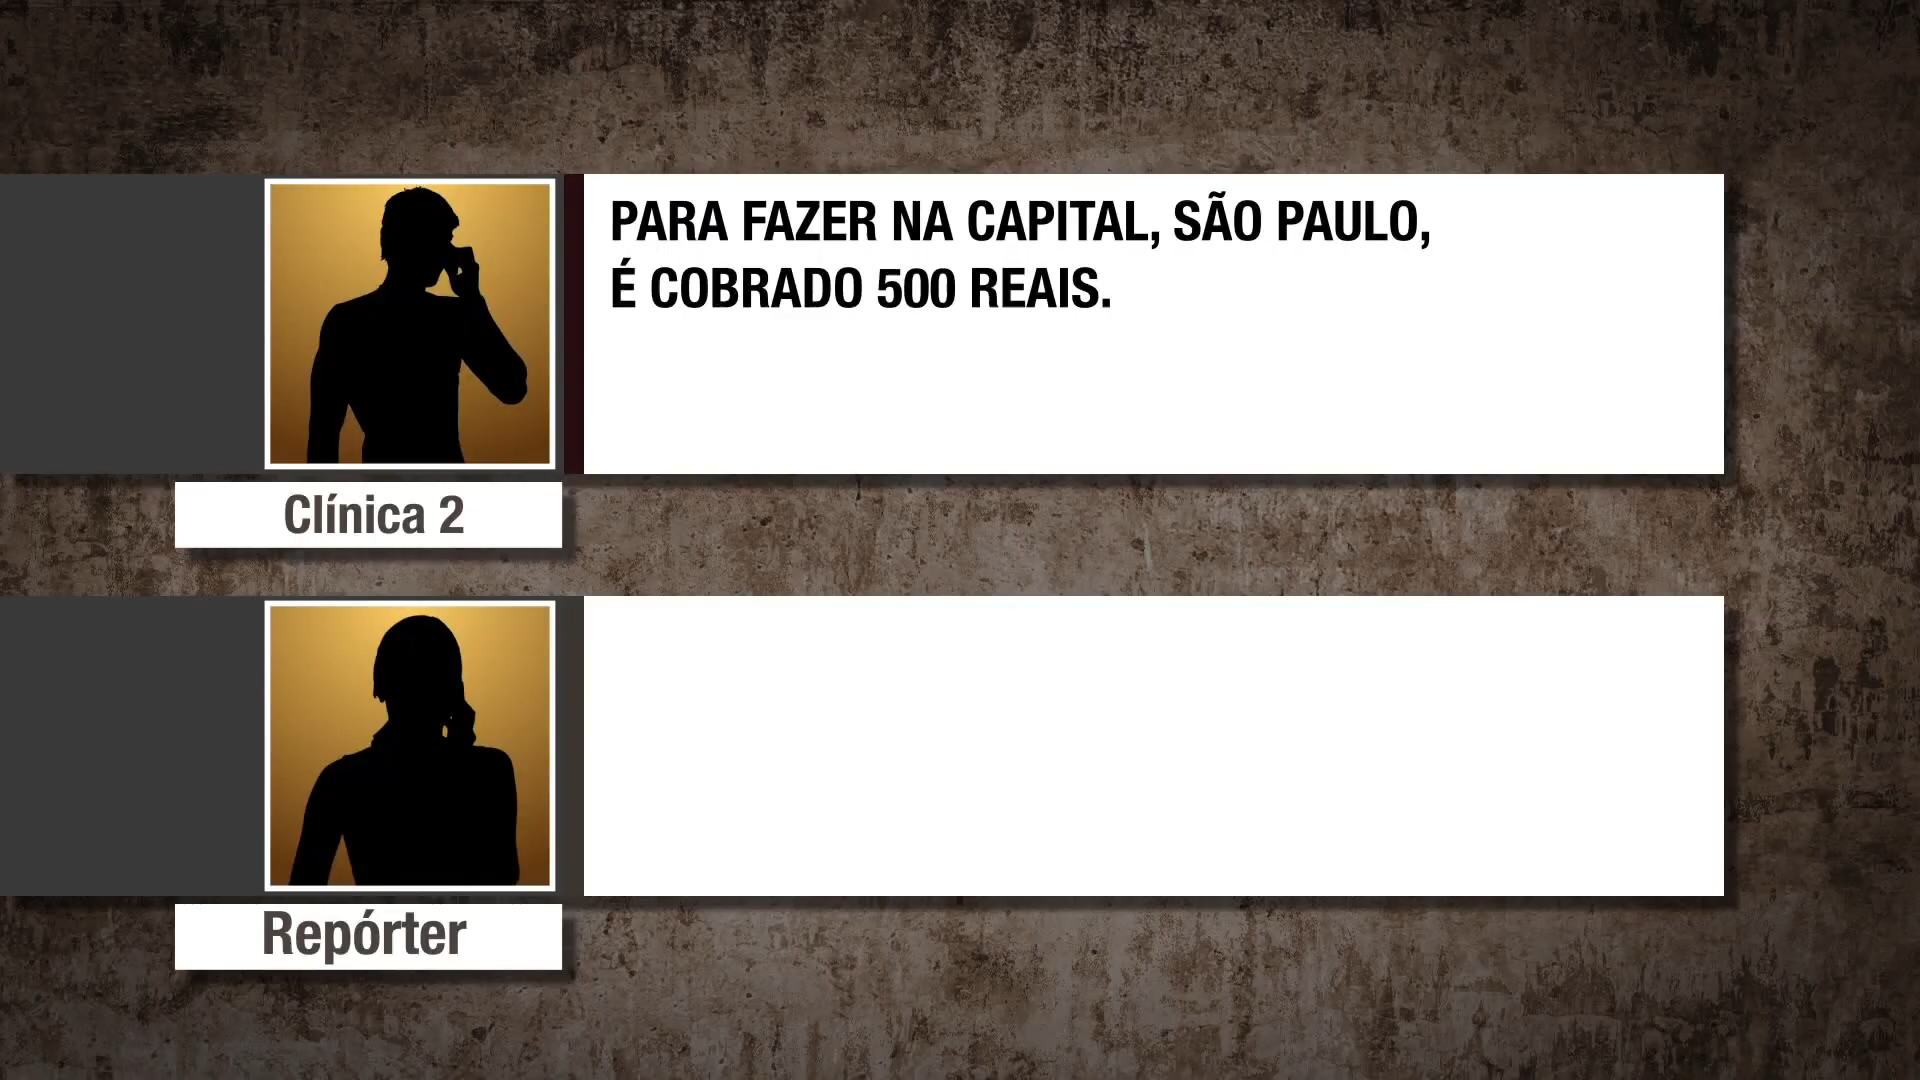 PARA FAZER NA CAPITAL, SÃO PAULO,
É COBRADO 500 REAIS.
Clínica 2
Repórter